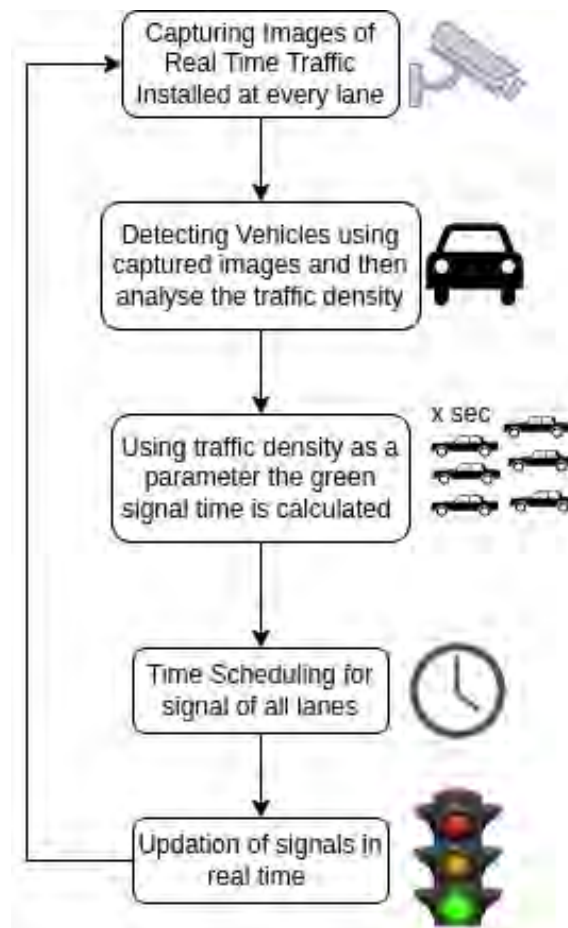 Capturing Images of
Real Time Traffic
Installed at every lane
Detecting Vehicles using
captured images and then
analyse the traffic density
x sec
Using traffic density as a
parameter the green
signal time is calculated
Time Scheduling for
signal of all lanes
Updation of signals in
real time